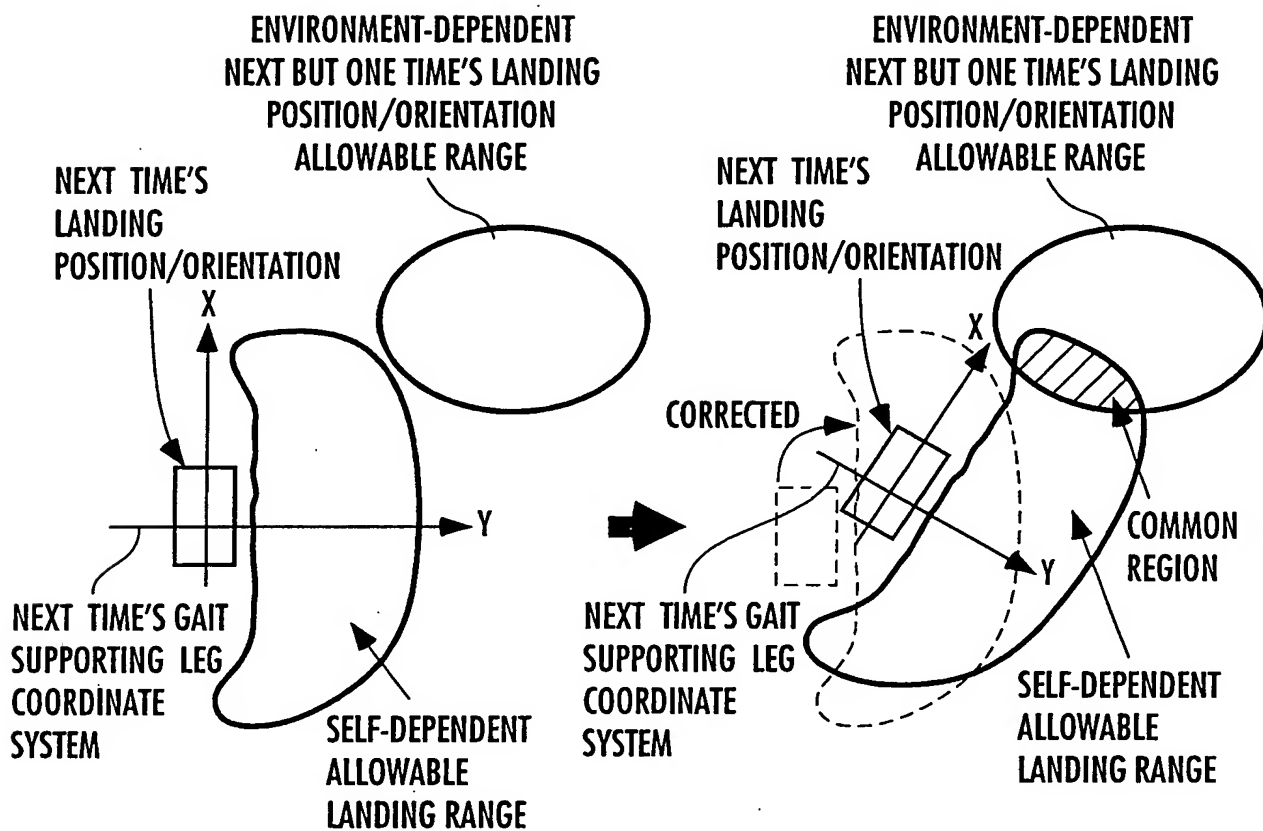 ENVIRONMENT-DEPENDENT
NEXT BUT ONE TIME'S LANDING
POSITION/ORIENTATION
ALLOWABLE RANGE
NEXT TIME'S
LANDING
POSITION/ORIENTATION
X
Y
NEXT TIME'S GAIT
SUPPORTING LEG
COORDINATE
SYSTEM
SELF-DEPENDENT
ALLOWABLE
LANDING RANGE
ENVIRONMENT-DEPENDENT
NEXT BUT ONE TIME'S LANDING
POSITION/ORIENTATION
ALLOWABLE RANGE
NEXT TIME'S
LANDING
POSITION/ORIENTATION
X
CORRECTED
Y
COMMON
REGION
NEXT TIME'S GAIT
SUPPORTING LEG
COORDINATE
SYSTEM
SELF-DEPENDENT
ALLOWABLE
LANDING RANGE